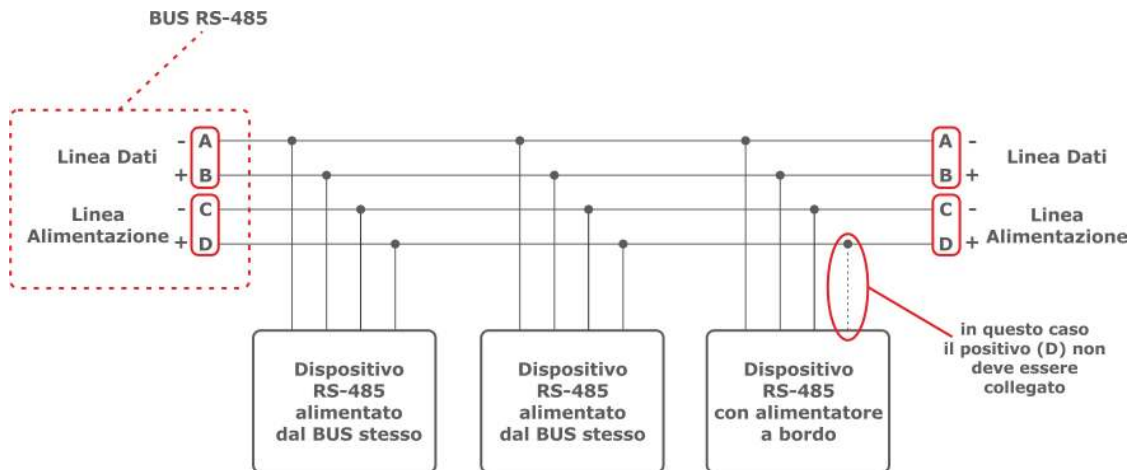 BUS RS-485
Linea Dati
- A
+ B
Linea
Alimentazione
- C
+ D
A -
B +
Linea Dati
C -
D +
Linea
Alimentazione
Dispositivo
RS-485
alimentato
dal BUS stesso
Dispositivo
RS-485
alimentato
dal BUS stesso
Dispositivo
RS-485
con alimentatore
a bordo
in questo caso
il positivo (D) non
deve essere
collegato